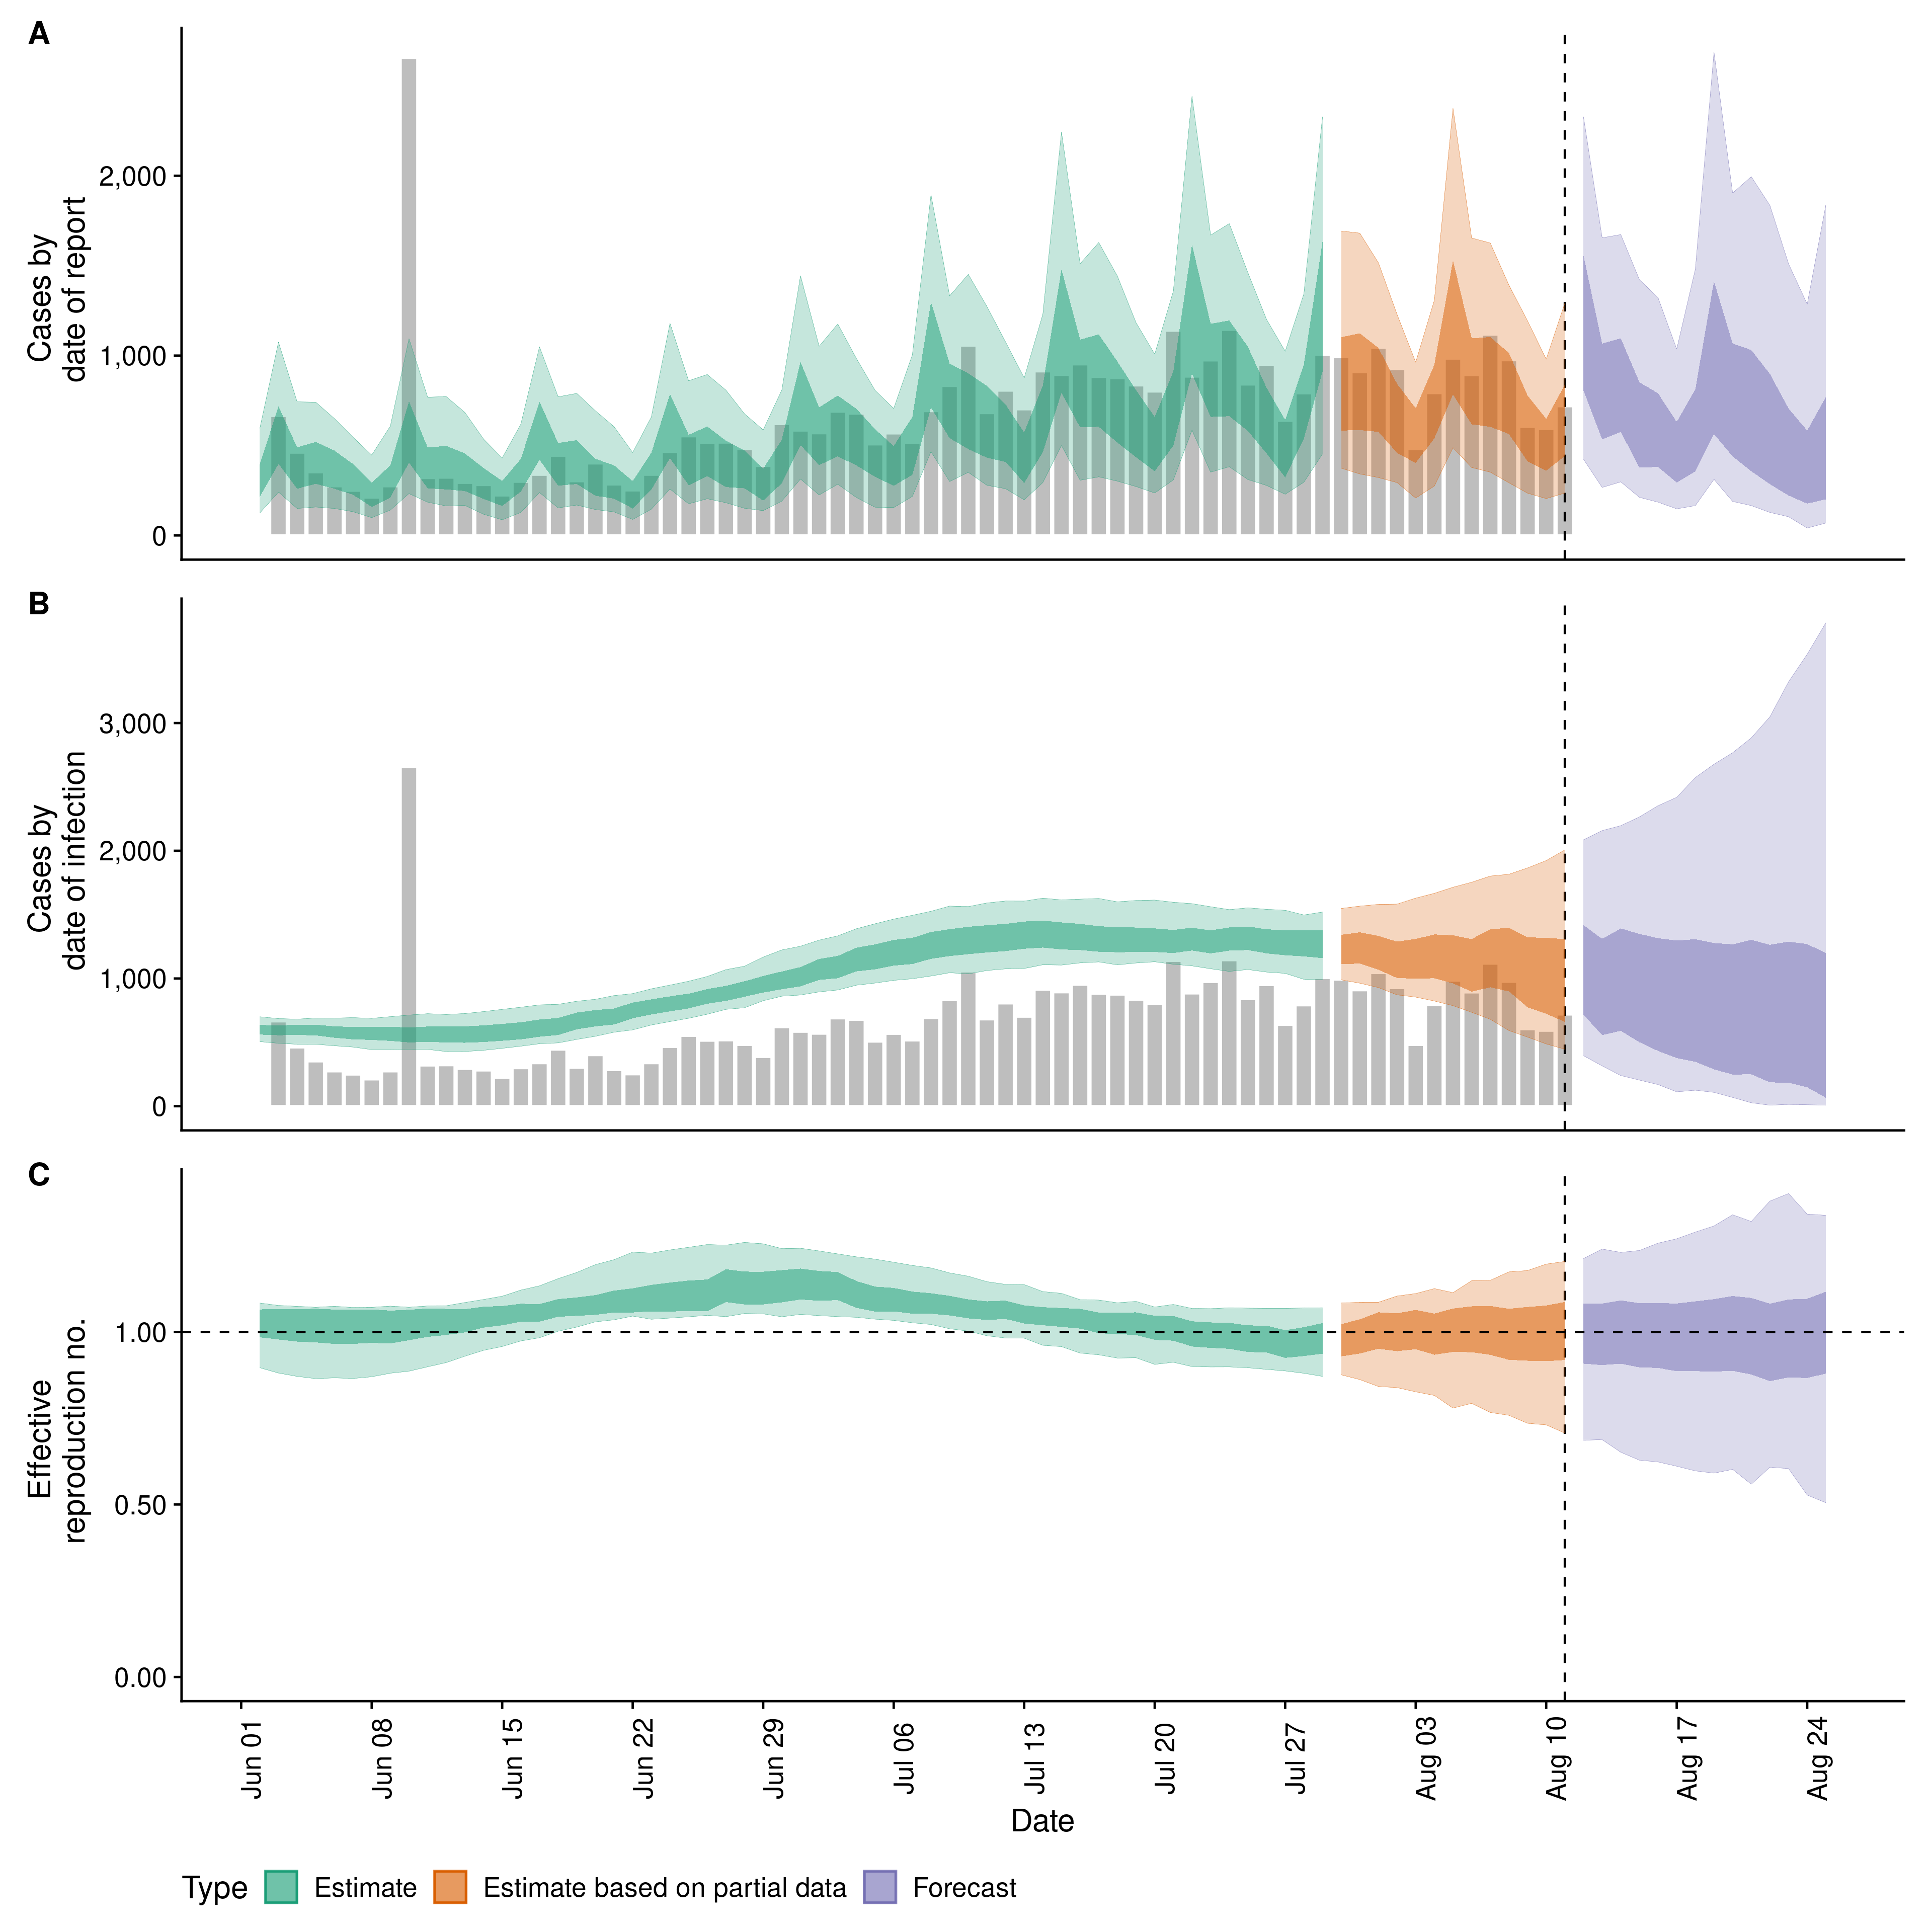 A
Cases by
date of report
2,000
1,000
0
B
Cases by
date of infection
3,000
2,000
1,000
0
C
Effective
reproduction no.
1.00
0.50
0.00
Jun 01
Jun 08
Jun 15
Jun 22
Jun 29
Jul 06
Jul 13
Jul 20
Jul 27
Aug 03
Aug 10
Aug 17
Aug 24
Date
Type Estimate Estimate based on partial data Forecast